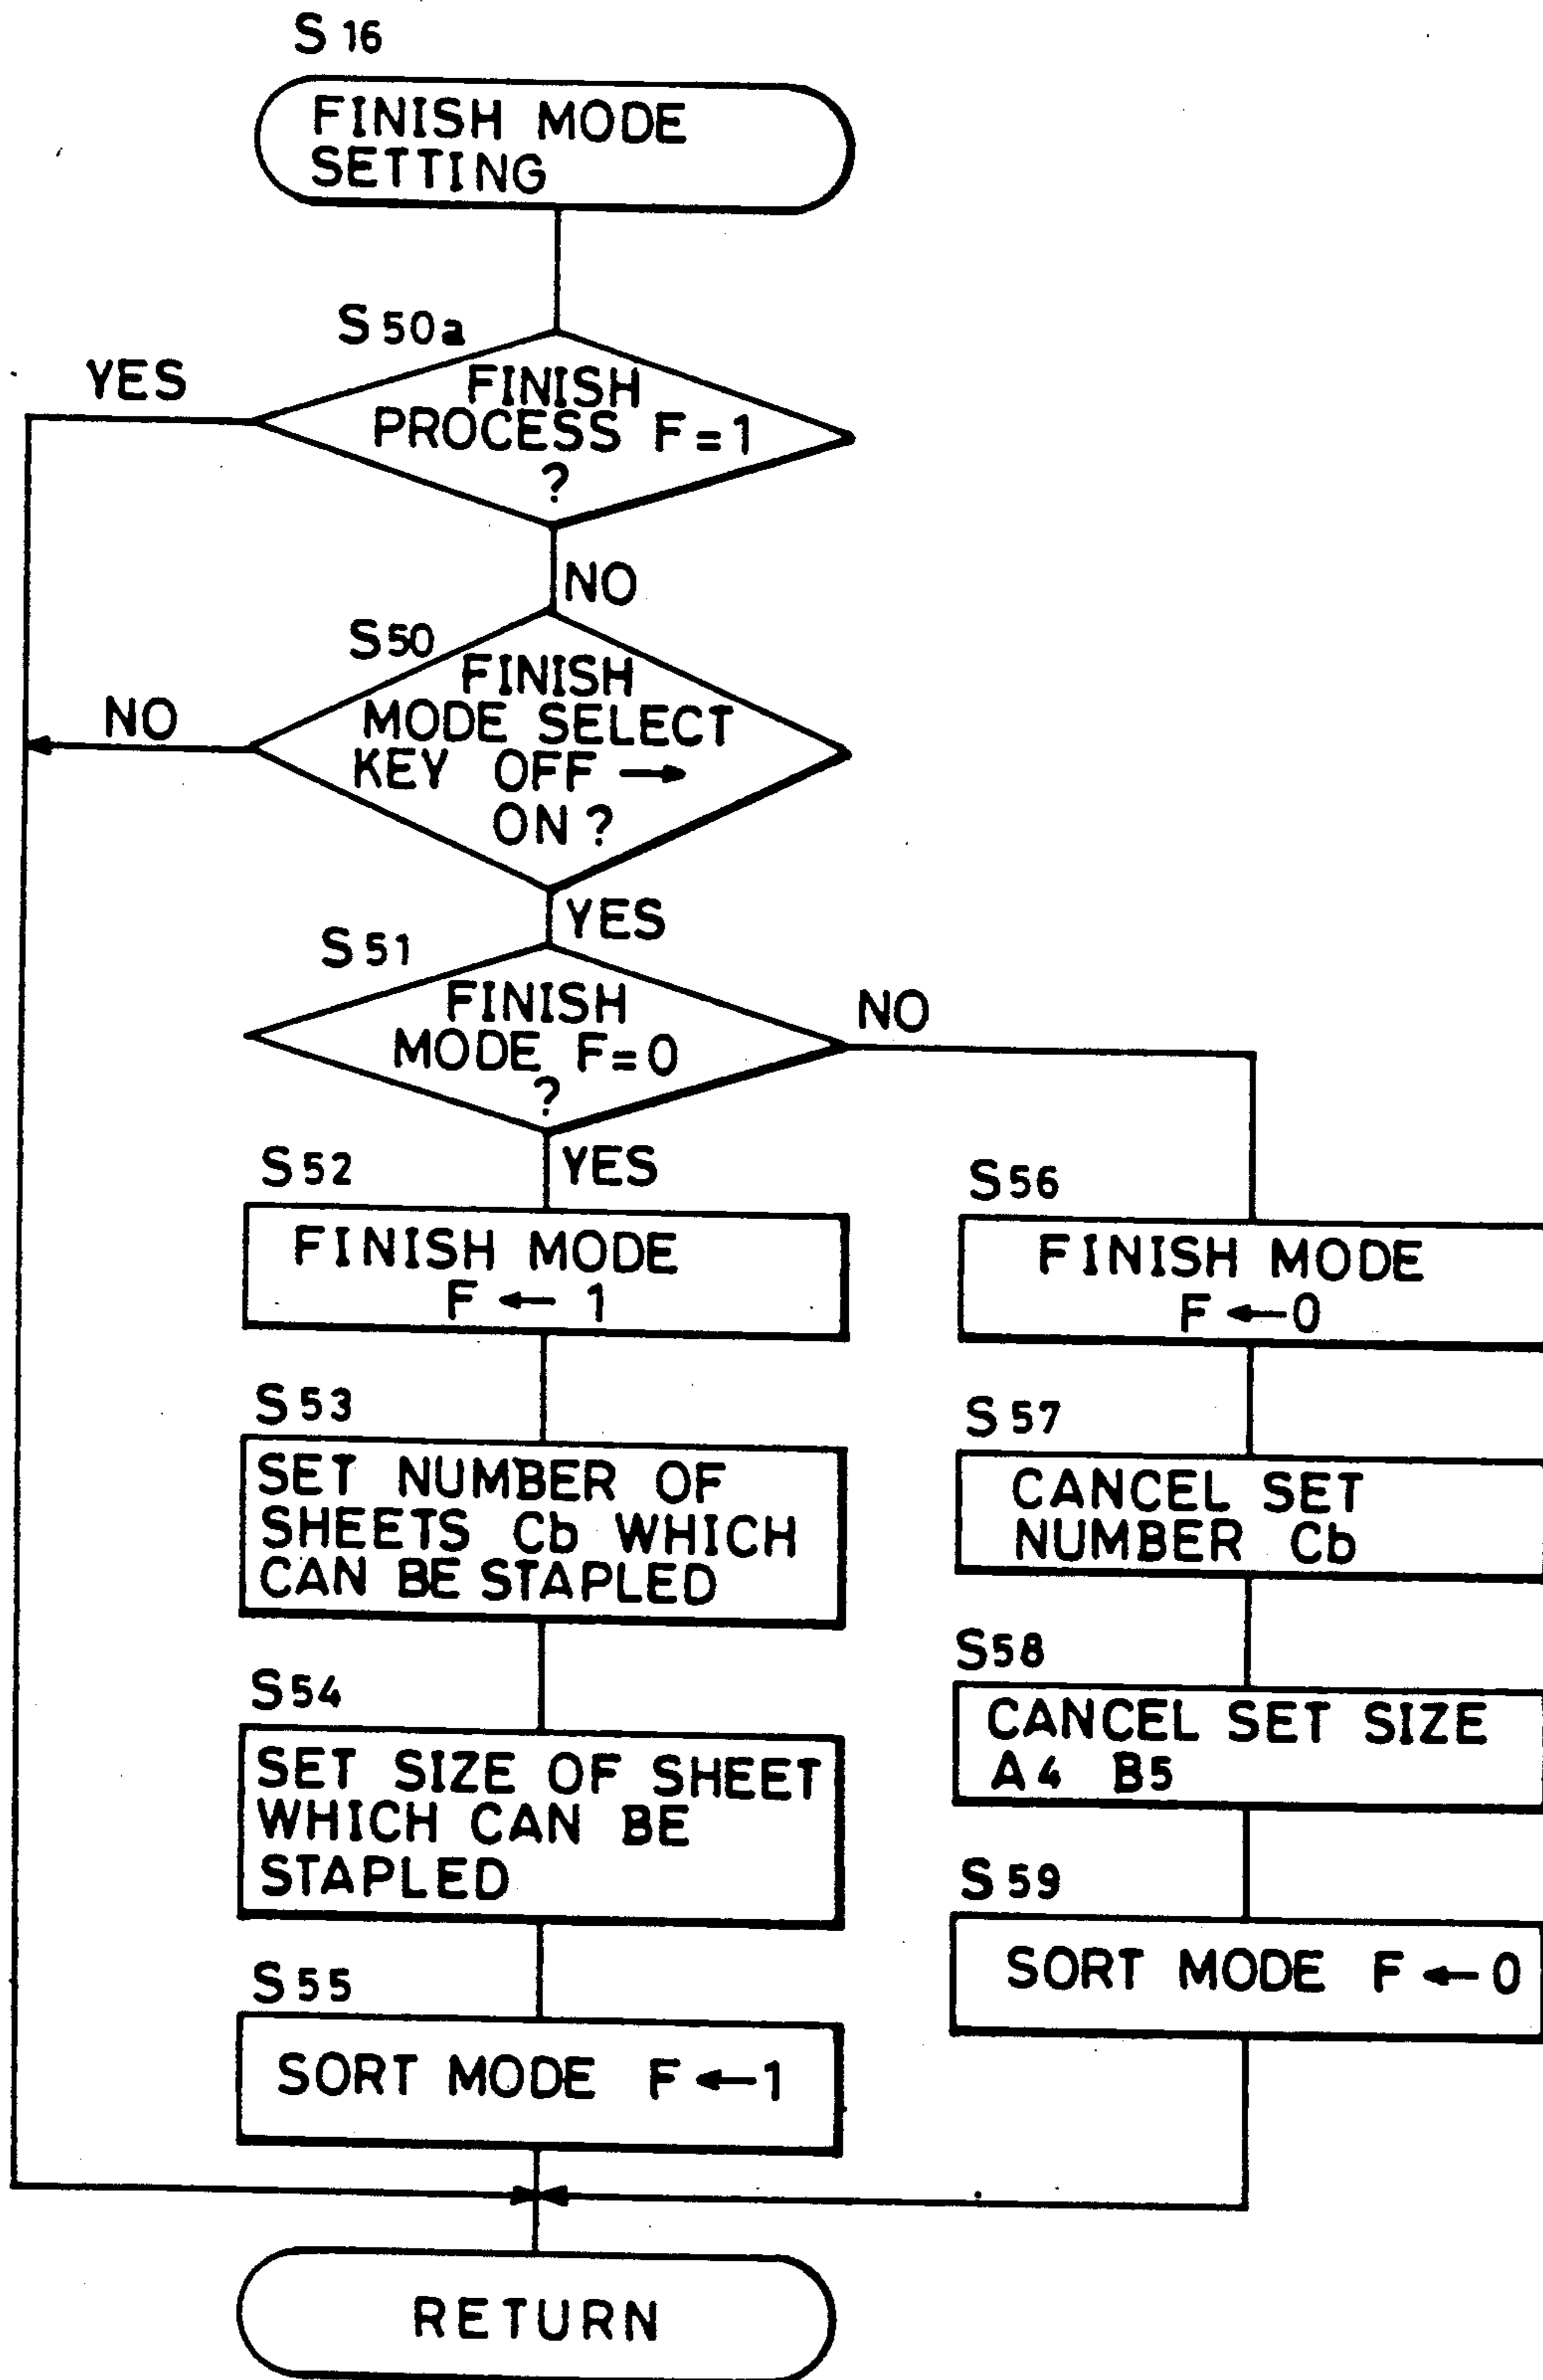 S16
FINISH MODE
SETTING
S50a
YES
FINISH
PROCESS F=1
?
NO
S50
FINISH
MODE SELECT
KEY OFF →
ON?
NO
YES
S51
FINISH
MODE F=0
?
NO
YES
S52
FINISH MODE
F ← 1
S53
SET NUMBER OF
SHEETS Cb WHICH
CAN BE STAPLED
S54
SET SIZE OF SHEET
WHICH CAN BE
STAPLED
S55
SORT MODE F ← 1
S56
FINISH MODE
F ← 0
S57
CANCEL SET
NUMBER Cb
S58
CANCEL SET SIZE
A4 B5
S59
SORT MODE F ← 0
RETURN